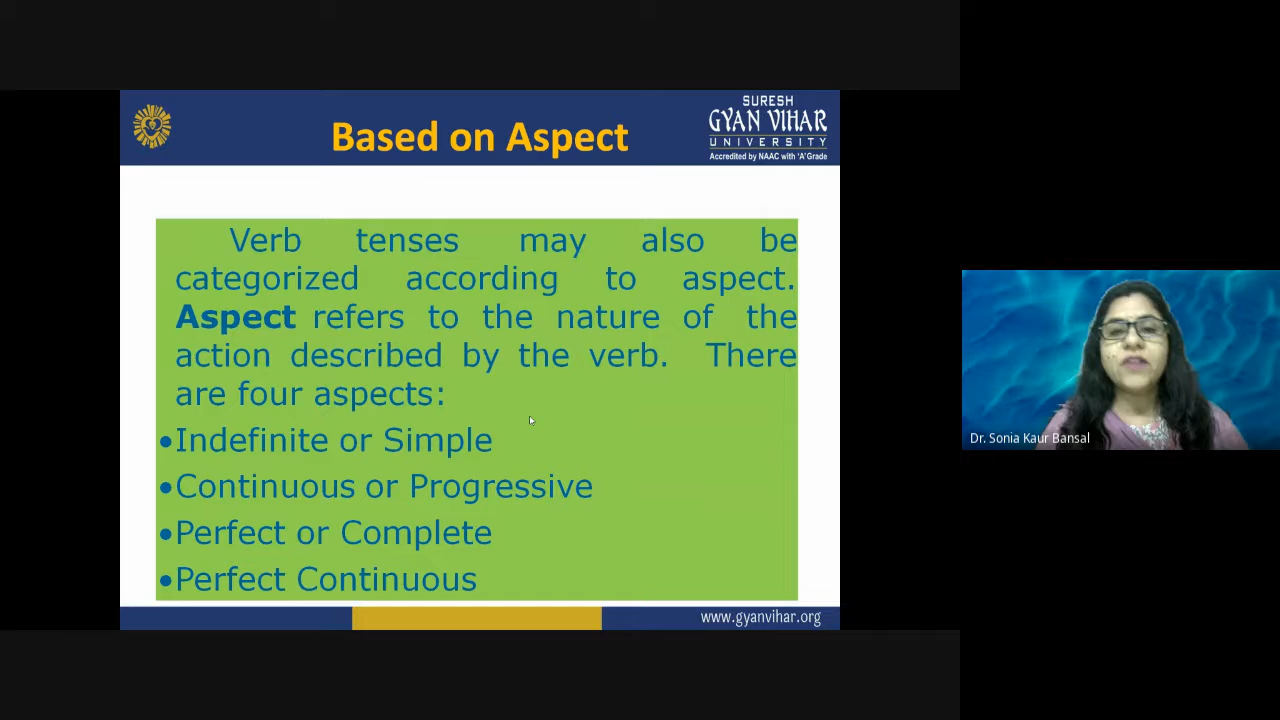 Based on Aspect
SURESH
GYAN VIHAR
UNIVERSITY
Accredited by NAAC with 'A' Grade
Verb tenses may also be
categorized according to aspect.
Aspect refers to the nature of the
action described by the verb. There
are four aspects:
•Indefinite or Simple
•Continuous or Progressive
•Perfect or Complete
•Perfect Continuous
www.gyanvihar.org
Dr. Sonia Kaur Bansal